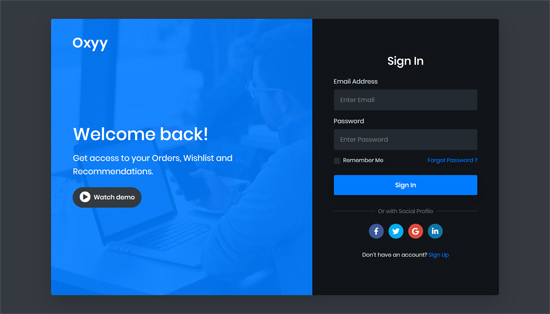 Oxyy
Welcome back!
Get access to your Orders, Wishlist and
Recommendations.
Watch demo
Sign In
Email Address
Enter Email
Password
Enter Password
Remember Me
Forgot Password ?
Sign In
Or with Social Profile
Don't have an account? Sign Up